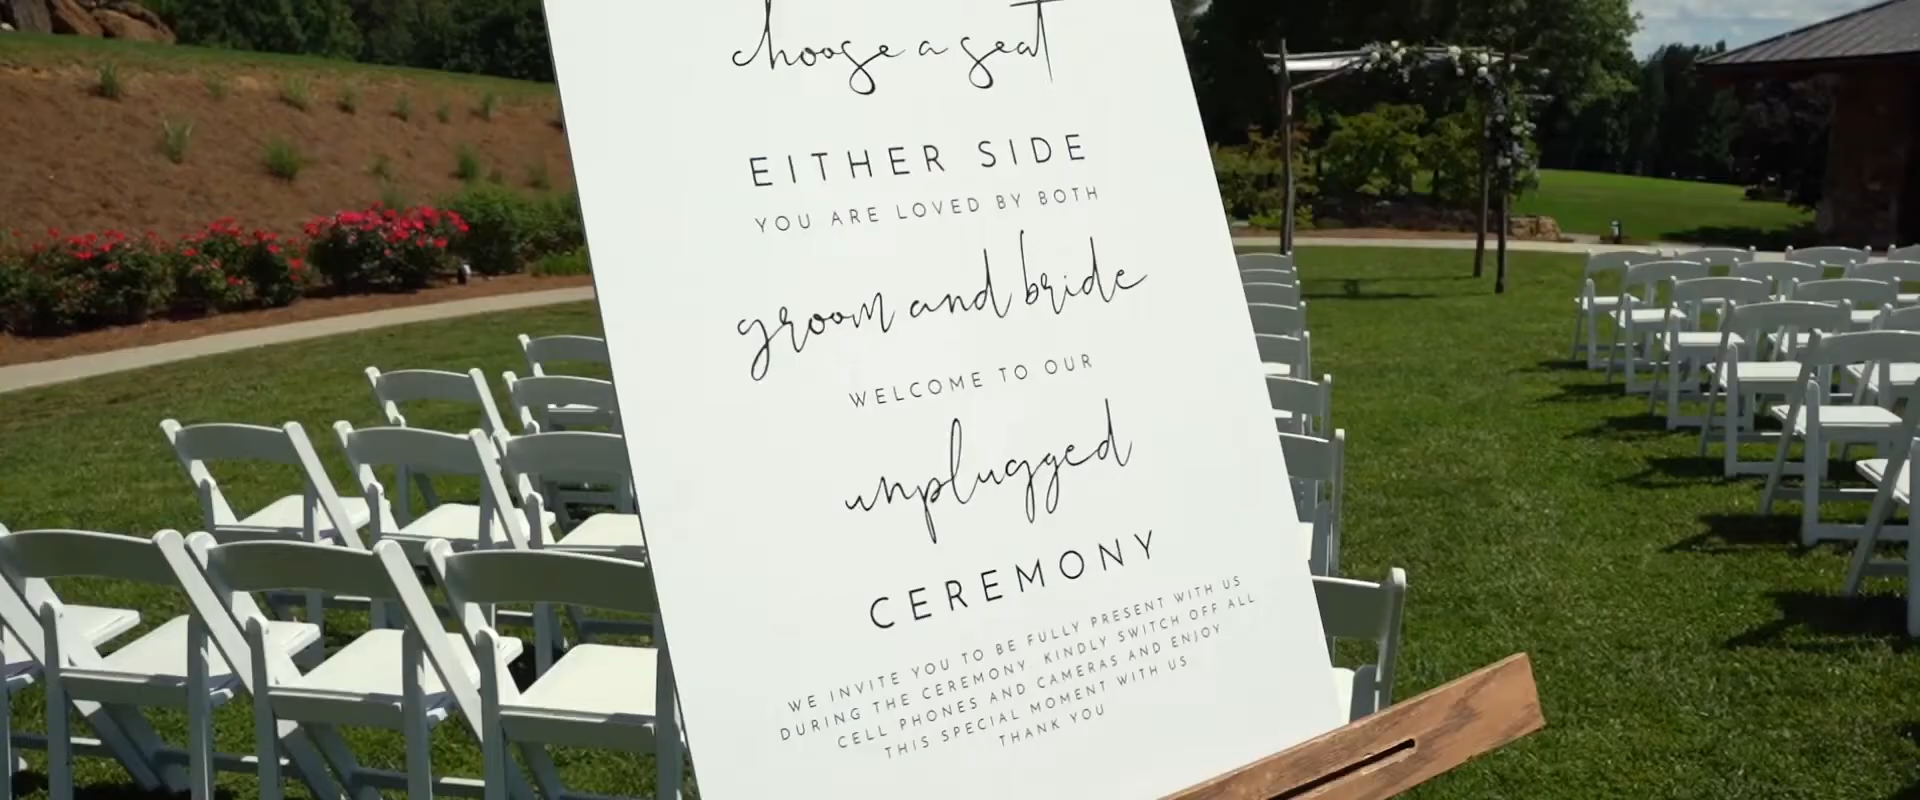 choose a seat
EITHER SIDE
YOU ARE LOVED BY BOTH
groom and bride
WELCOME TO OUR
unplugged
CEREMONY
WE INVITE YOU TO BE FULLY PRESENT WITH US
DURING THE CEREMONY. KINDLY SWITCH OFF ALL
CELL PHONES AND CAMERAS AND ENJOY
THIS SPECIAL MOMENT WITH US
THANK YOU